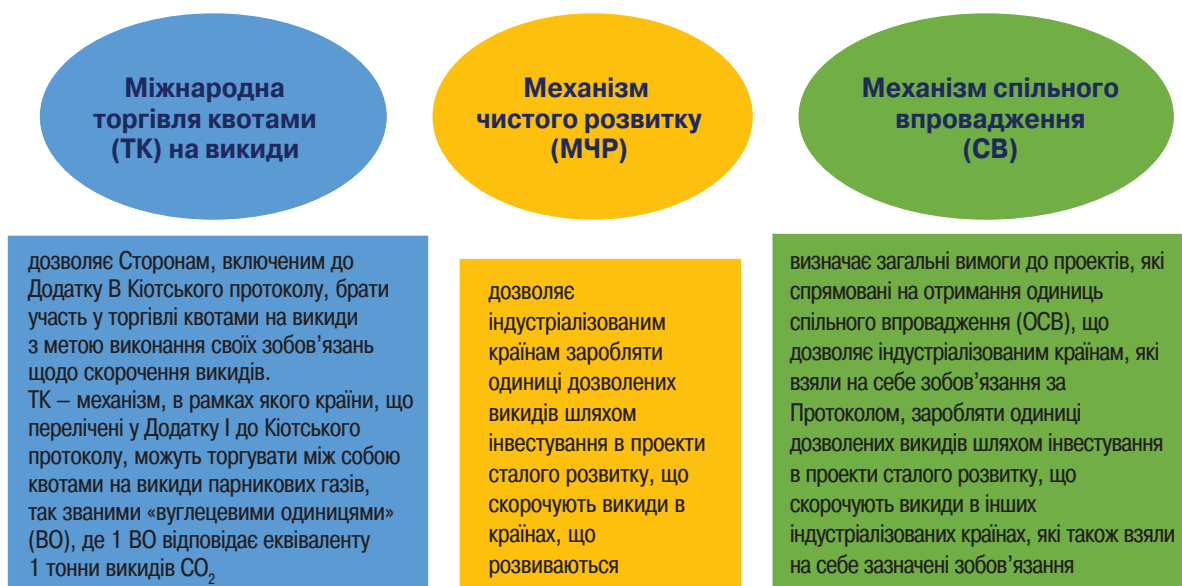 Міжнародна
торгівля квотами
(ТК) на викиди
дозволяє Сторонам, включеним до
Додатку В Кіотського протоколу, брати
участь у торгівлі квотами на викиди
з метою виконання своїх зобов’язань
щодо скорочення викидів.
ТК – механізм, в рамках якого країни, що
перелічені у Додатку І до Кіотського
протоколу, можуть торгувати між собою
квотами на викиди парникових газів,
так званими «вуглецевими одиницями»
(ВО), де 1 ВО відповідає еквіваленту
1 тонни викидів CO₂
Механізм
чистого розвитку
(МЧР)
дозволяє
індустріалізованим
країнам заробляти
одиниці дозволених
викидів шляхом
інвестування в проекти
сталого розвитку, що
скорочують викиди в
країнах, що
розвиваються
Механізм спільного
впровадження
(СВ)
визначає загальні вимоги до проектів, які
спрямовані на отримання одиниць
спільного впровадження (ОСВ), що
дозволяє індустріалізованим країнам, які
взяли на себе зобов’язання за
Протоколом, заробляти одиниці
дозволених викидів шляхом інвестування
в проекти сталого розвитку, що
скорочують викиди в інших
індустріалізованих країнах, які також взяли
на себе зазначені зобов’язання